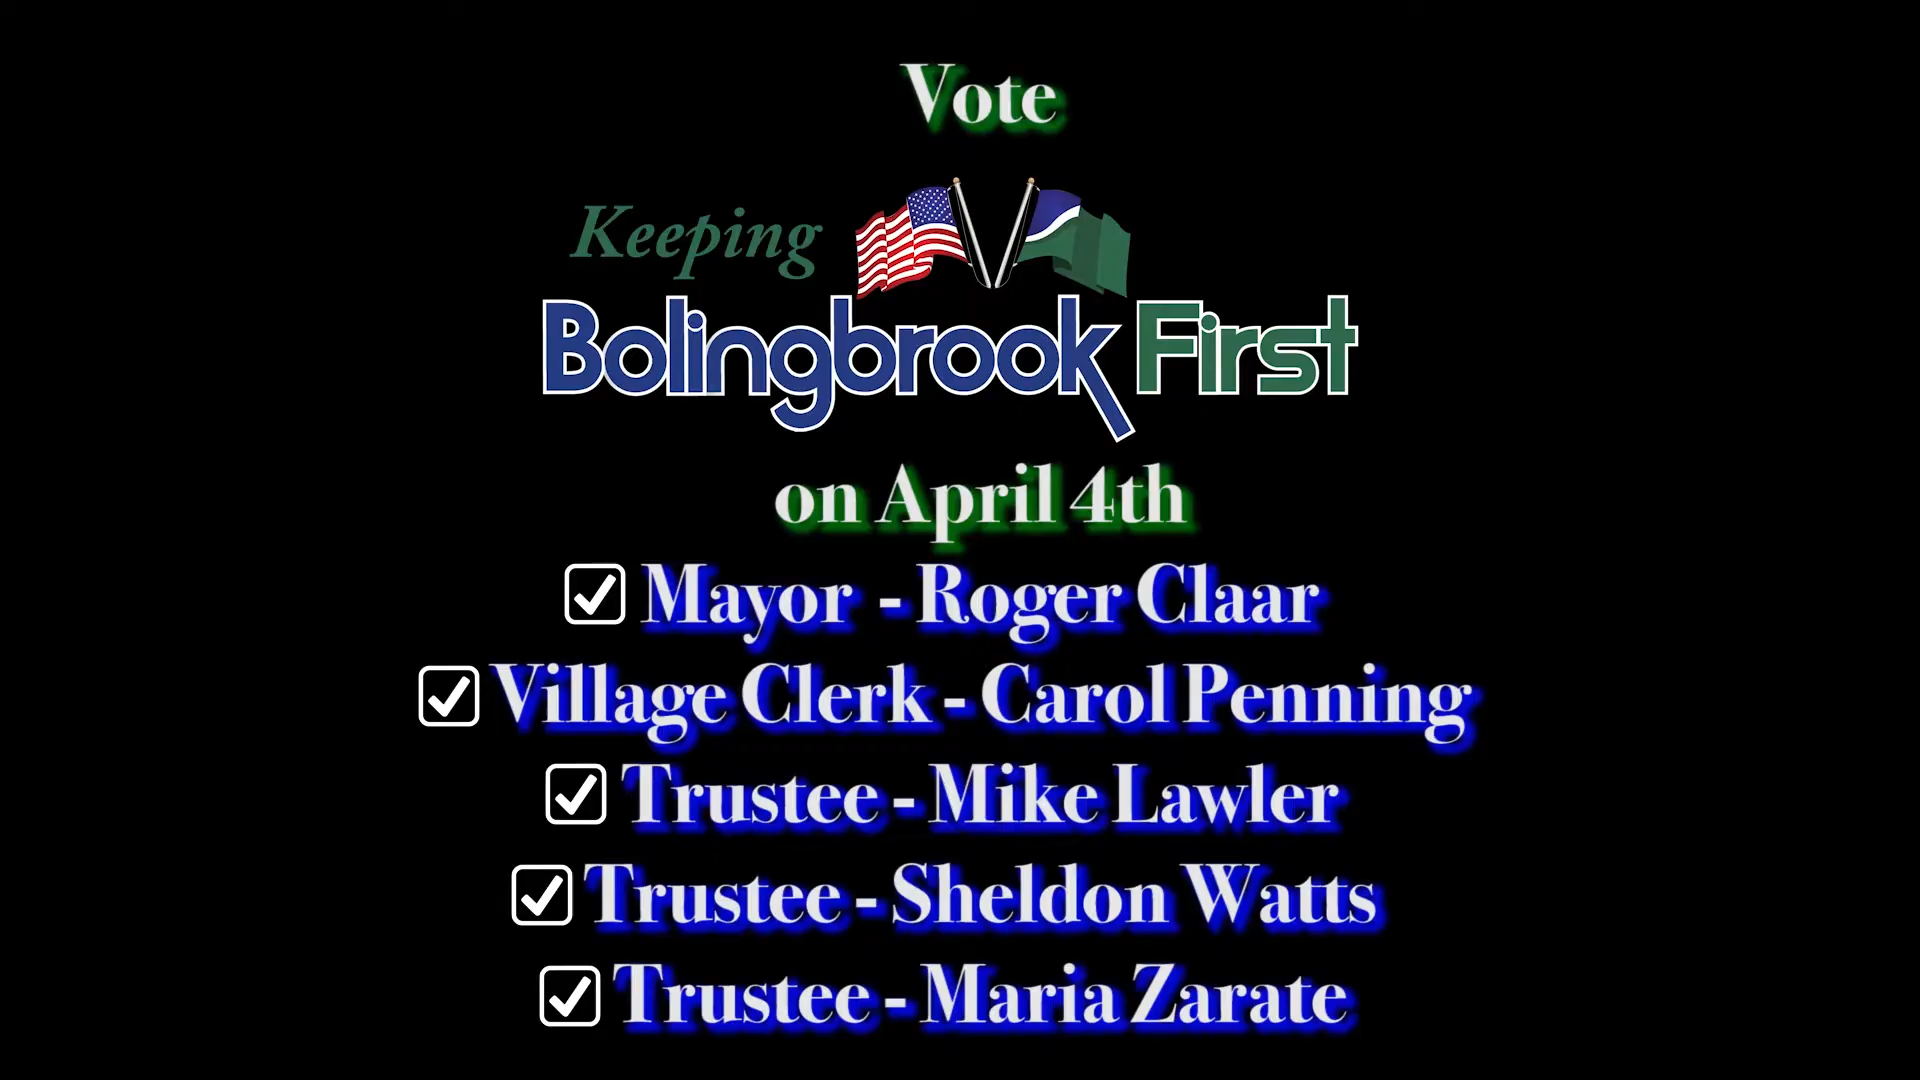 Vote
Keeping
Bolingbrook First
on April 4th
Mayor - Roger Claar
Village Clerk - Carol Penning
Trustee - Mike Lawler
Trustee - Sheldon Watts
Trustee - Maria Zarate